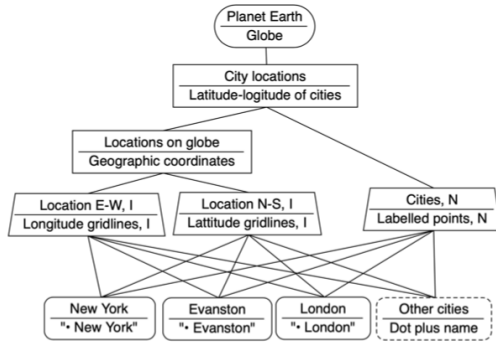 Planet Earth
Globe
City locations
Latitude-logitude of cities
Locations on globe
Geographic coordinates
Location E-W, I
Longitude gridlines, I
Location N-S, I
Lattitude gridlines, I
Cities, N
Labelled points, N
New York
"• New York"
Evanston
"• Evanston"
London
"• London"
Other cities
Dot plus name